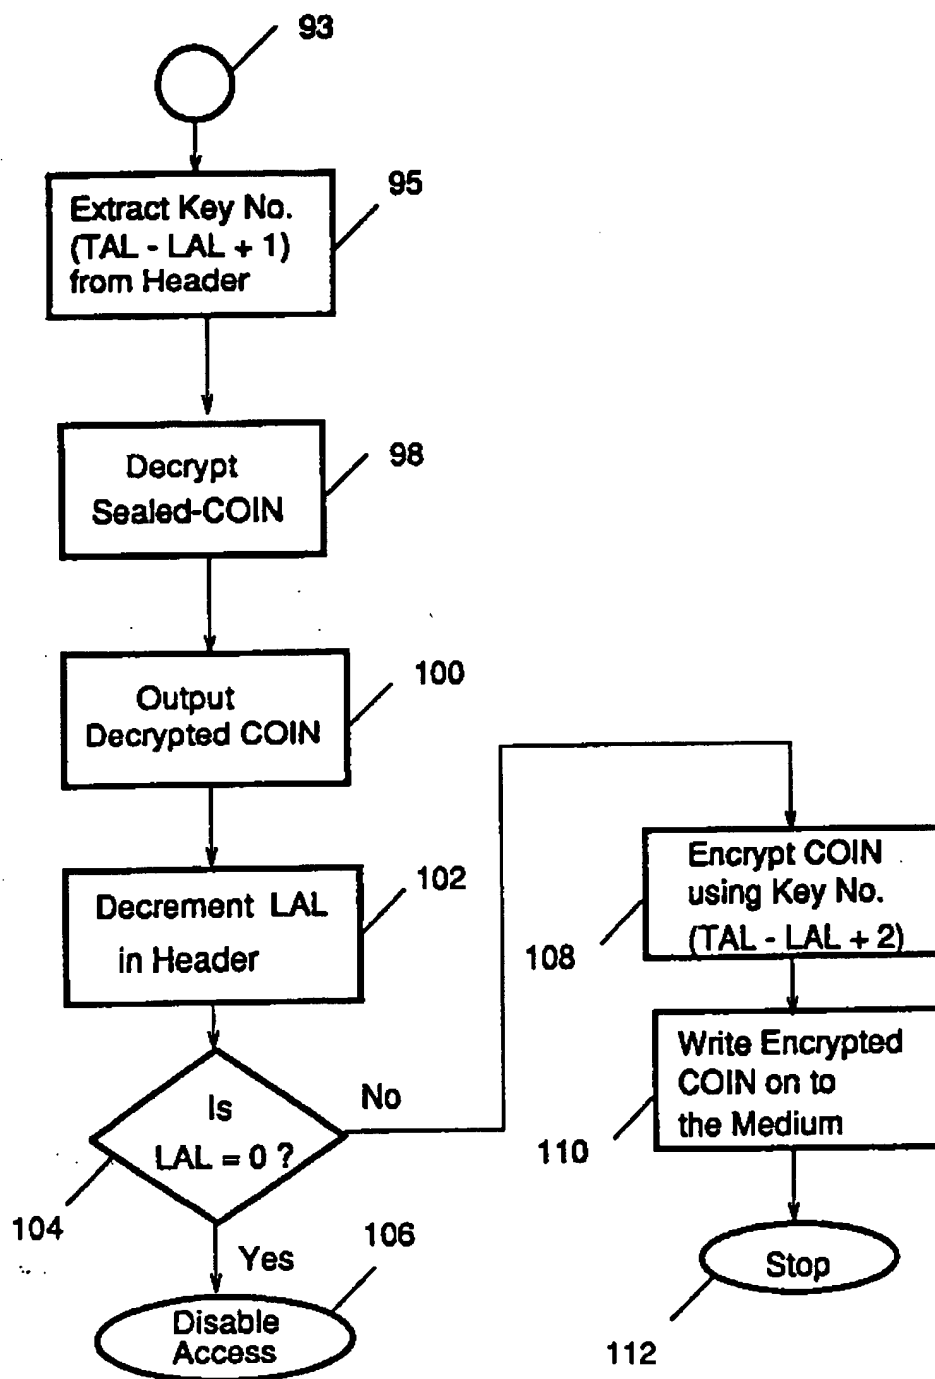 93
95
Extract Key No.
(TAL - LAL + 1)
from Header
98
Decrypt
Sealed-COIN
100
Output
Decrypted COIN
102
Decrement LAL
in Header
Is
LAL = 0 ?
No
104
Yes
106
Disable
Access
Encrypt COIN
using Key No.
(TAL - LAL + 2)
108
Write Encrypted
COIN on to
the Medium
110
Stop
112